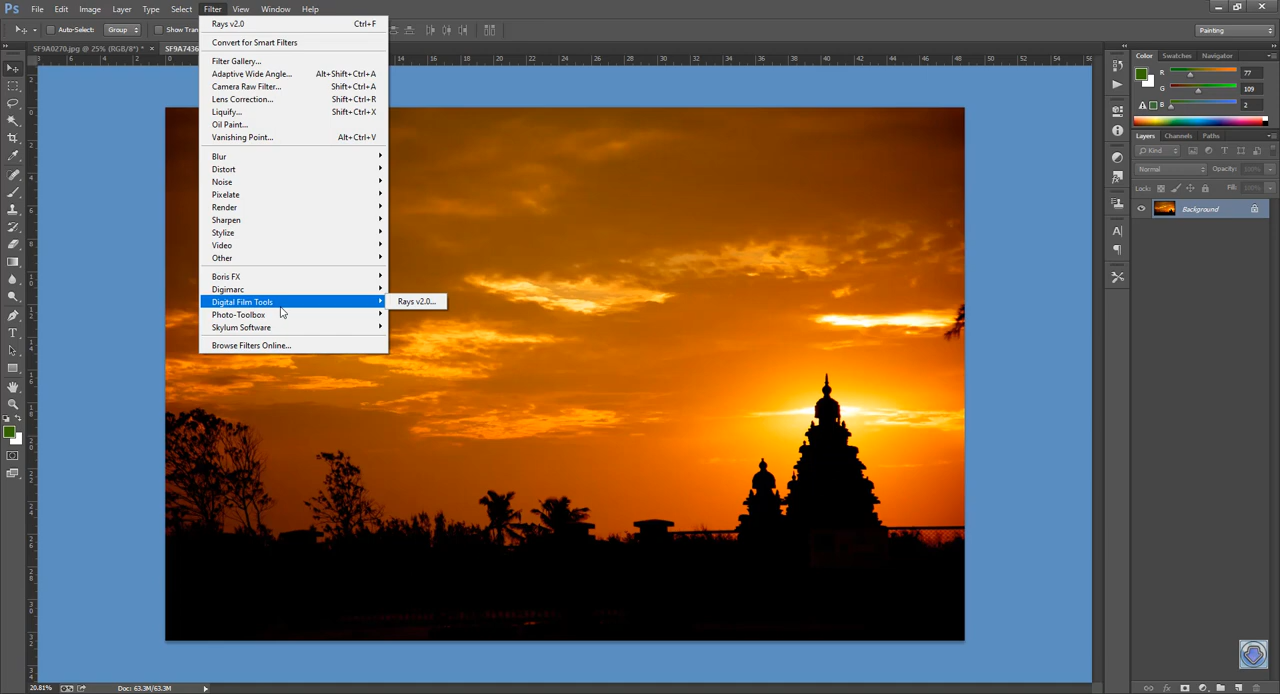 Ps File Edit Image Layer Type Select Filter View Window Help
Auto-Select: Group Show Tran Painting
SF9A0270.jpg @ 25% (RGB/8*) * × SF9A7436
Rays v2.0 Ctrl+F
Convert for Smart Filters
Filter Gallery...
Adaptive Wide Angle... Alt+Shift+Ctrl+A
Camera Raw Filter... Shift+Ctrl+A
Lens Correction... Shift+Ctrl+R
Liquify... Shift+Ctrl+X
Oil Paint...
Vanishing Point... Alt+Ctrl+V
Blur
Distort
Noise
Pixelate
Render
Sharpen
Stylize
Video
Other
Boris FX
Digimarc
Digital Film Tools
Rays v2.0...
Photo-Toolbox
Skylum Software
Browse Filters Online...
Color Swatches Navigator
R 77
G 109
B 2
Layers Channels Paths
Kind
Normal Opacity: 100%
Lock: Fill: 100%
Background
20.81% Doc: 63.3M/63.3M